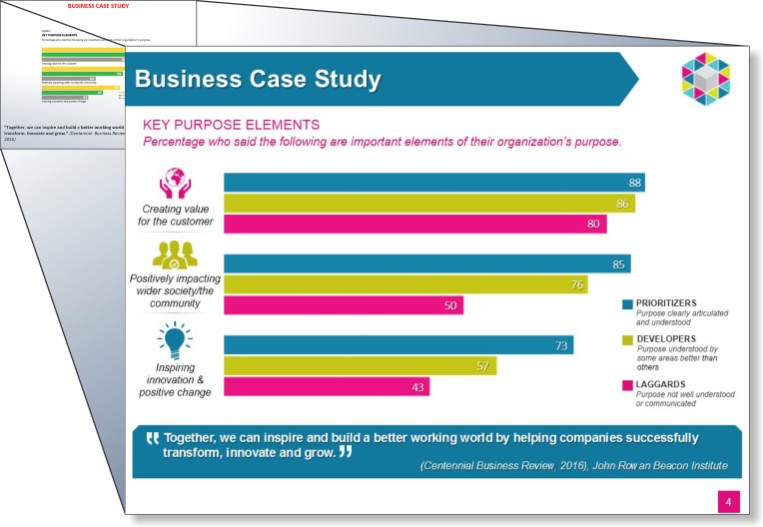 BUSINESS CASE STUDY
KEY PURPOSE ELEMENTS
"Together, we can inspire and build a better working world
transform, innovate and grow." (Centennial Business Review
2016)
Business Case Study
KEY PURPOSE ELEMENTS
Percentage who said the following are important elements of their organization's purpose.
88
86
80
Creating value
for the customer
85
76
50
Positively impacting
wider society/the
community
73
57
43
Inspiring
innovation &
positive change
PRIORITIZERS
Purpose clearly articulated
and understood
DEVELOPERS
Purpose understood by
some areas better than
others
LAGGARDS
Purpose not well understood
or communicated
“ Together, we can inspire and build a better working world by helping companies successfully
transform, innovate and grow. ”
(Centennial Business Review, 2016), John Rowan Beacon Institute
4